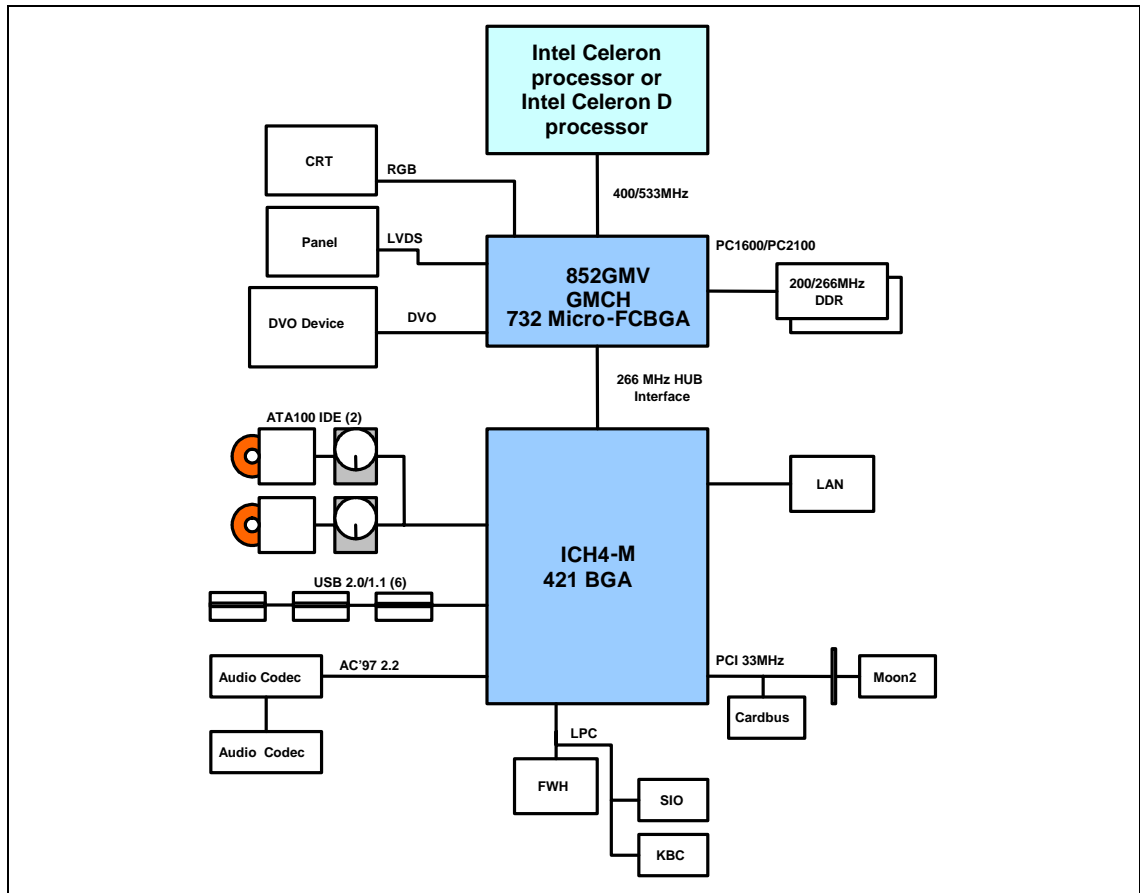 Intel Celeron
processor or
Intel Celeron D
processor
CRT
RGB
400/533MHz
Panel
LVDS
PC1600/PC2100
852GMV
GMCH
732 Micro-FCBGA
200/266MHz
DDR
DVO Device
DVO
266 MHz HUB
Interface
ATA100 IDE (2)
LAN
ICH4-M
421 BGA
USB 2.0/1.1 (6)
AC'97 2.2
PCI 33MHz
Audio Codec
Moon2
Cardbus
Audio Codec
LPC
FWH
SIO
KBC